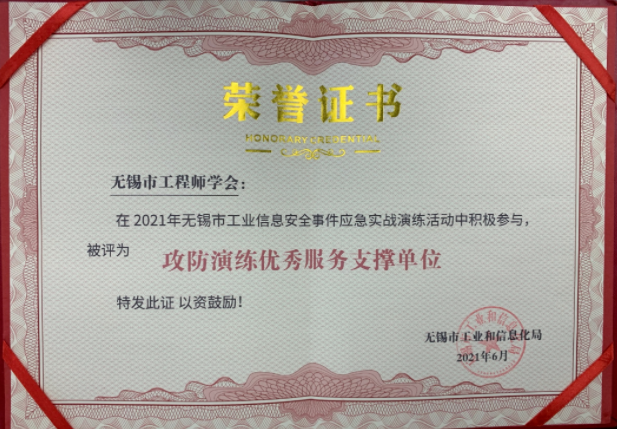 荣誉证书
HONORARY CREDENTIAL
无锡市工程师学会：
在 2021年无锡市工业信息安全事件应急实战演练活动中积极参与，
被评为
攻防演练优秀服务支撑单位
特发此证 以资鼓励！
无锡市工业和信息化局
2021年6月